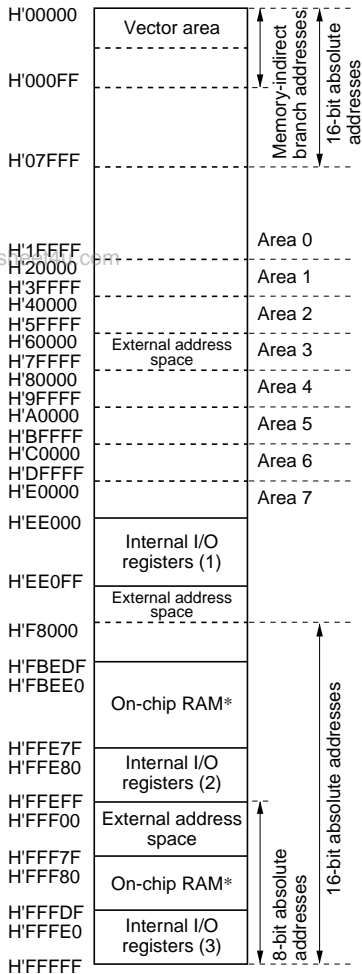 H'00000
Vector area
H'000FF
Memory-indirect
branch addresses
16-bit absolute
addresses
H'07FFF
H'1FFFF
Area 0
H'20000
H'3FFFF
Area 1
H'40000
H'5FFFF
Area 2
H'60000
H'7FFFF
External address
space
Area 3
H'80000
H'9FFFF
Area 4
H'A0000
H'BFFFF
Area 5
H'C0000
H'DFFFF
Area 6
H'E0000
Area 7
H'EE000
Internal I/O
registers (1)
H'EE0FF
External address
space
H'F8000
H'FBEDF
H'FBEE0
On-chip RAM*
H'FFE7F
H'FFE80
Internal I/O
registers (2)
H'FFEFF
H'FFF00
External address
space
H'FFF7F
H'FFF80
On-chip RAM*
H'FFFDF
H'FFFE0
Internal I/O
registers (3)
H'FFFFF
8-bit absolute
addresses
16-bit absolute addresses